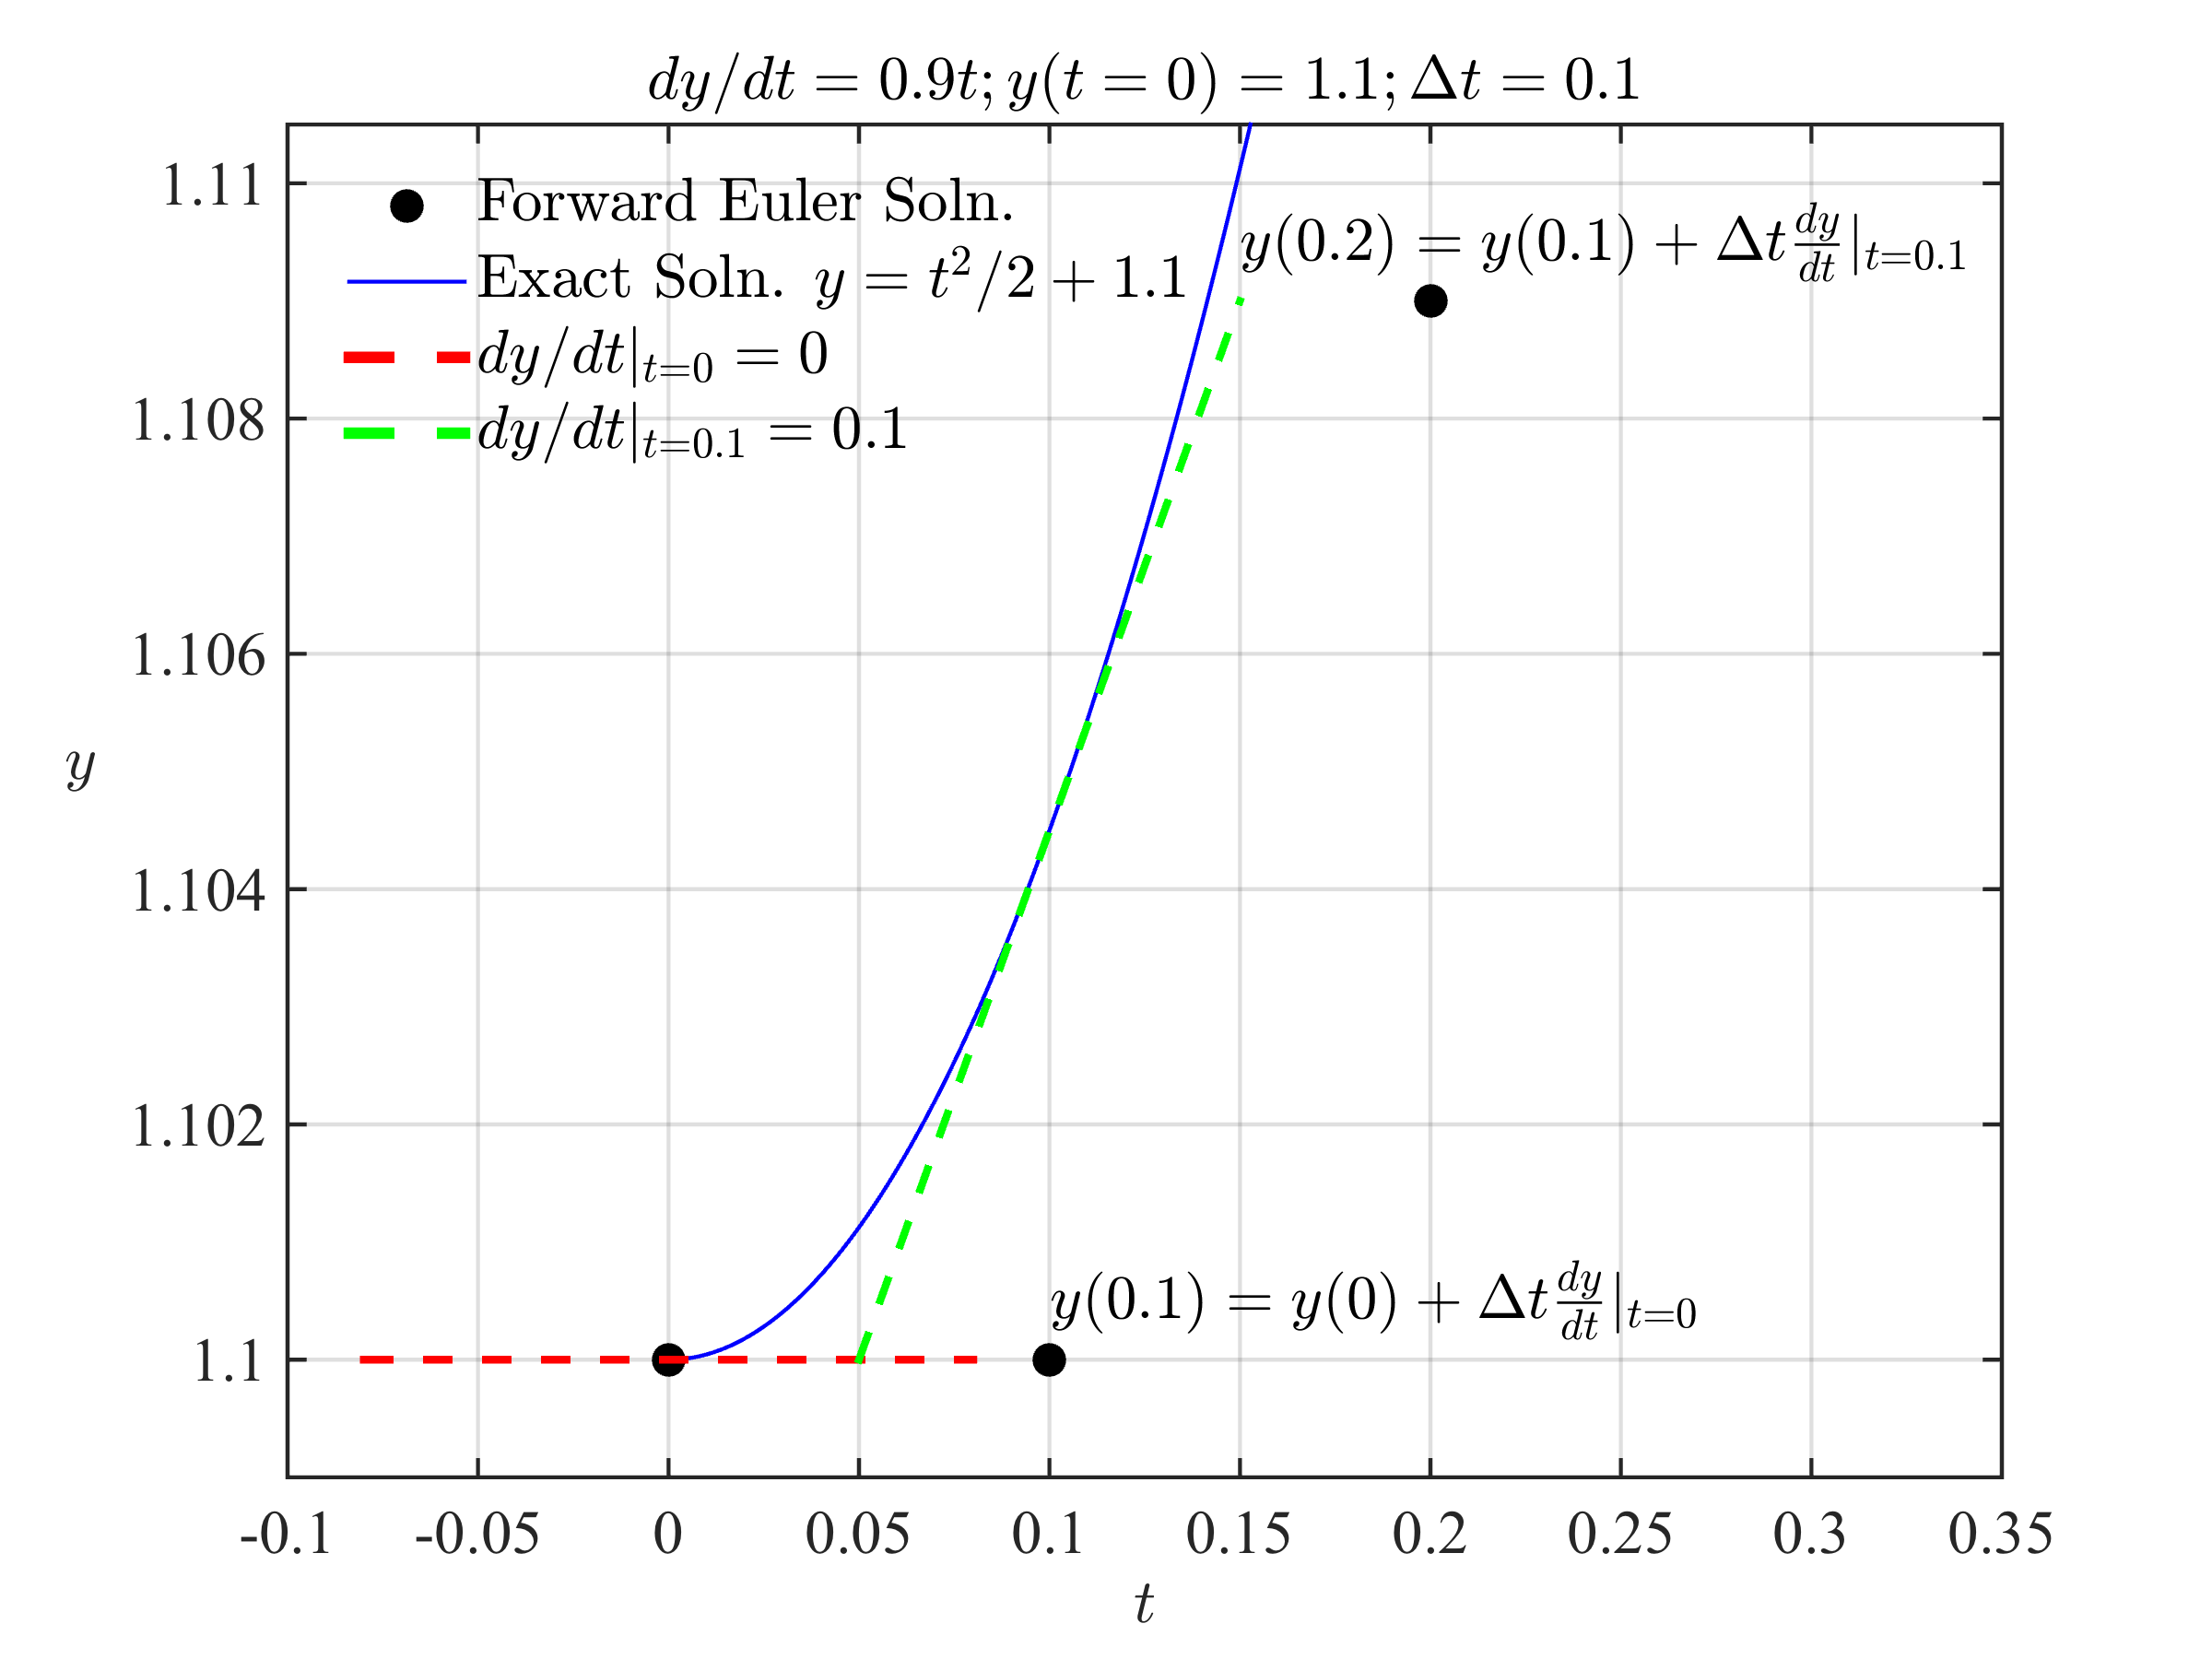 dy/dt = 0.9t; y(t = 0) = 1.1; Δt = 0.1
1.11
1.108
1.106
1.104
1.102
1.1
y
Forward Euler Soln.
Exact Soln. y = t²/2 + 1.1
dy/dt|ₜ₌₀ = 0
dy/dt|ₜ₌₀.₁ = 0.1
y(0.2) = y(0.1) + Δt dy/dt|ₜ₌₀.₁
y(0.1) = y(0) + Δt dy/dt|ₜ₌₀
-0.1 -0.05 0 0.05 0.1 0.15 0.2 0.25 0.3 0.35
t